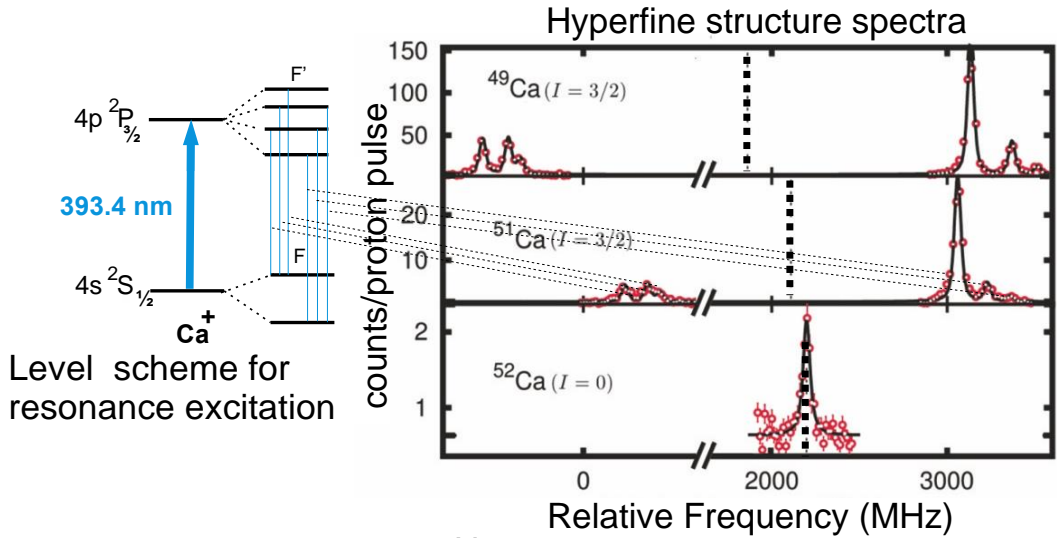 Hyperfine structure spectra
F'
4p ²P₃⁄₂
393.4 nm
F
4s ²S₁⁄₂
Ca⁺
Level scheme for
resonance excitation
counts/proton pulse
150
100
50
⁴⁹Ca (I = 3/2)
20
10
⁵¹Ca (I = 3/2)
2
1
⁵²Ca (I = 0)
0
2000
3000
Relative Frequency (MHz)